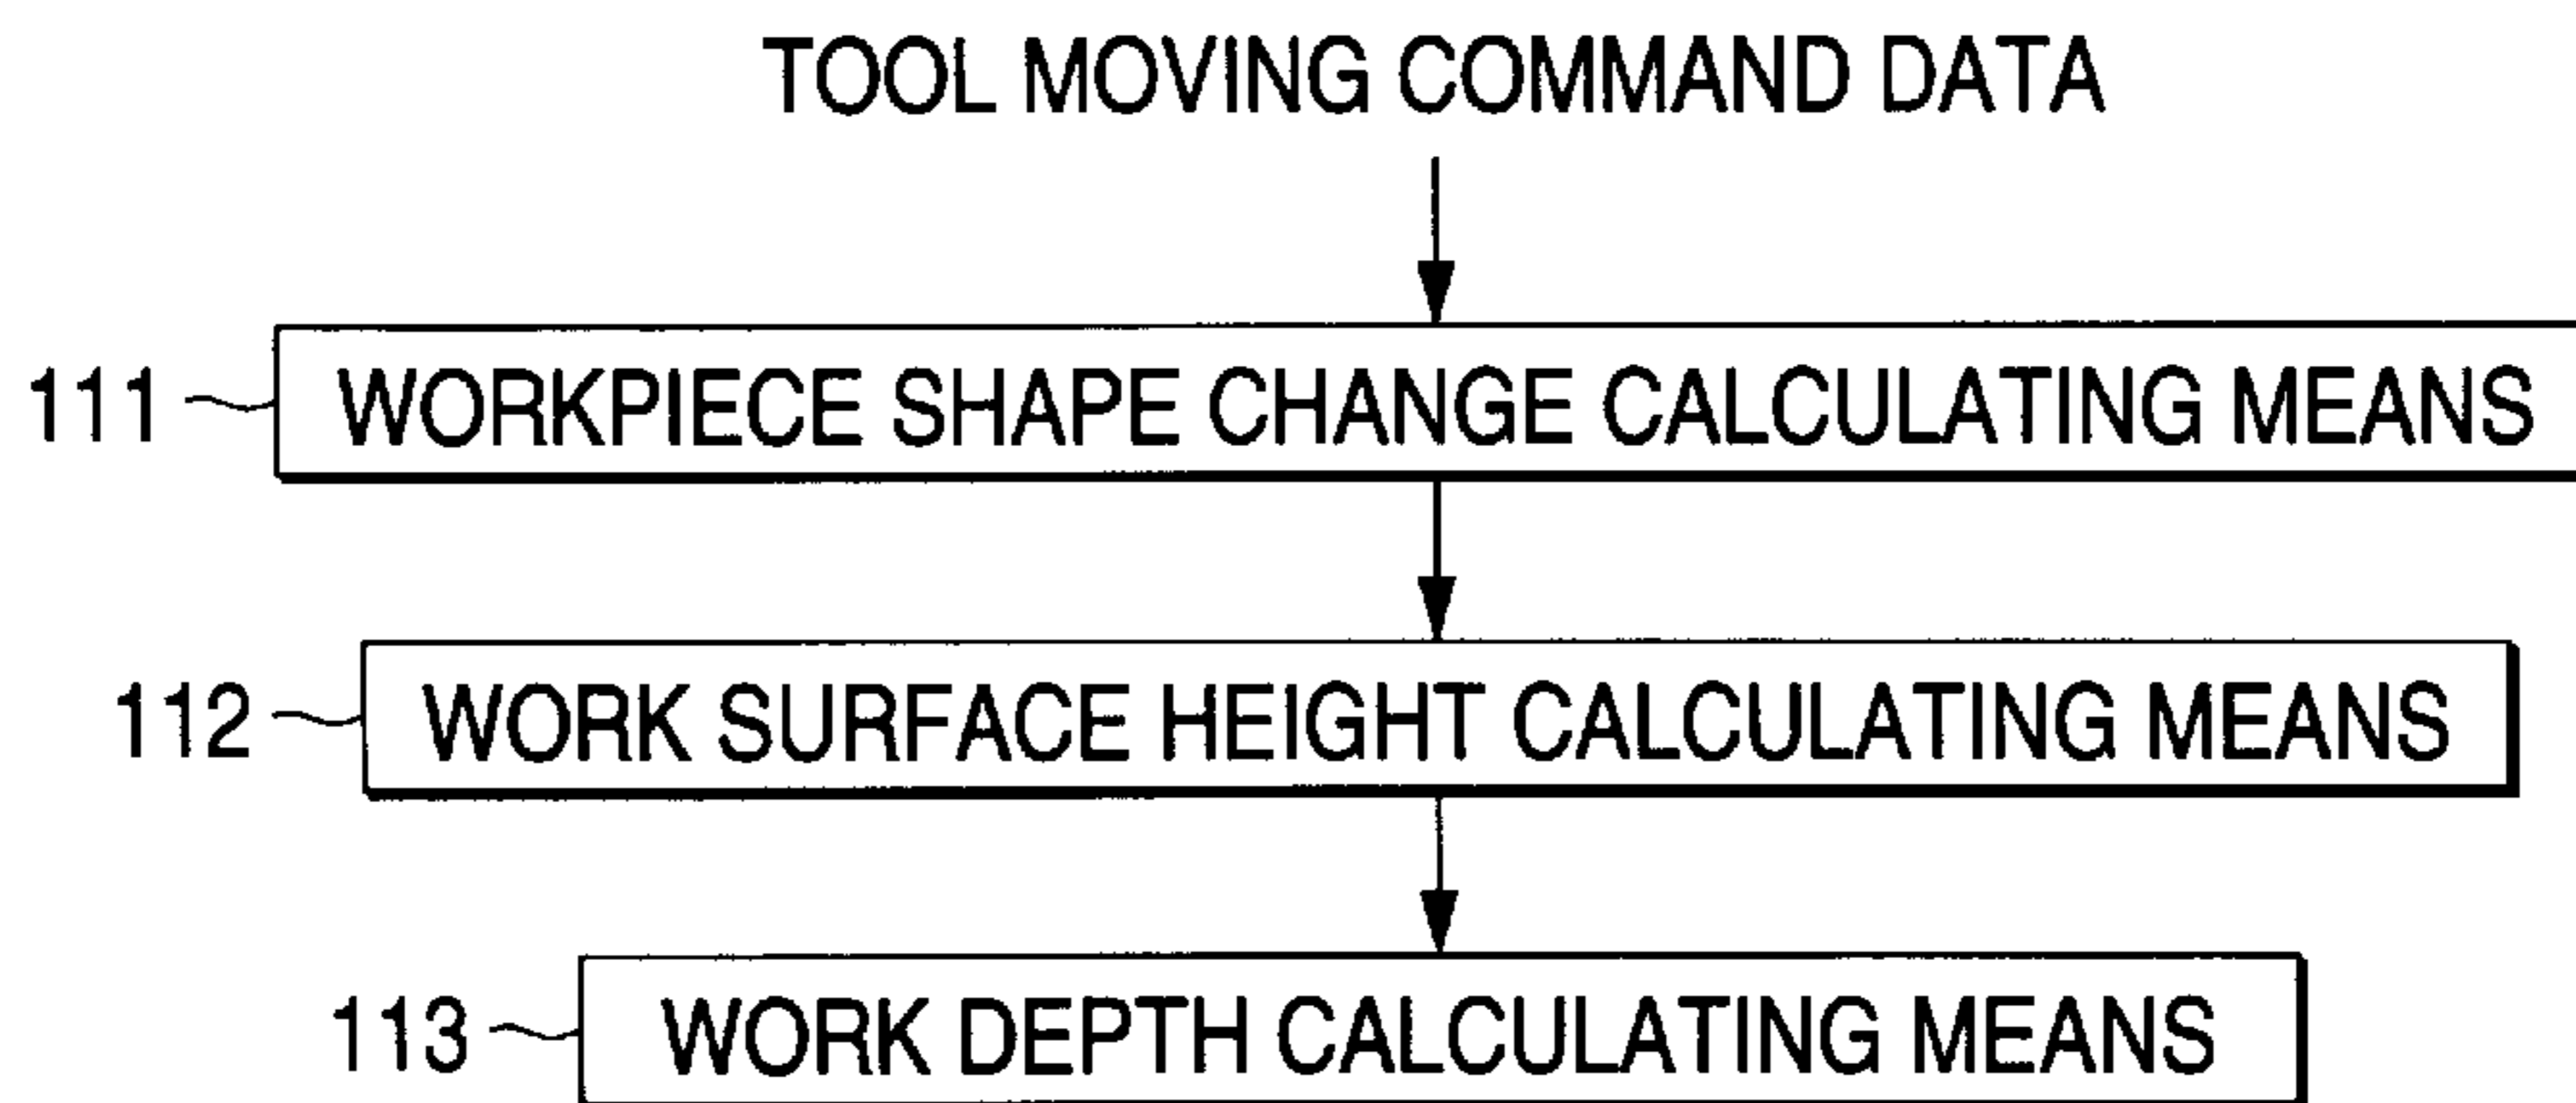 TOOL MOVING COMMAND DATA
111 WORKPIECE SHAPE CHANGE CALCULATING MEANS
112 WORK SURFACE HEIGHT CALCULATING MEANS
113 WORK DEPTH CALCULATING MEANS